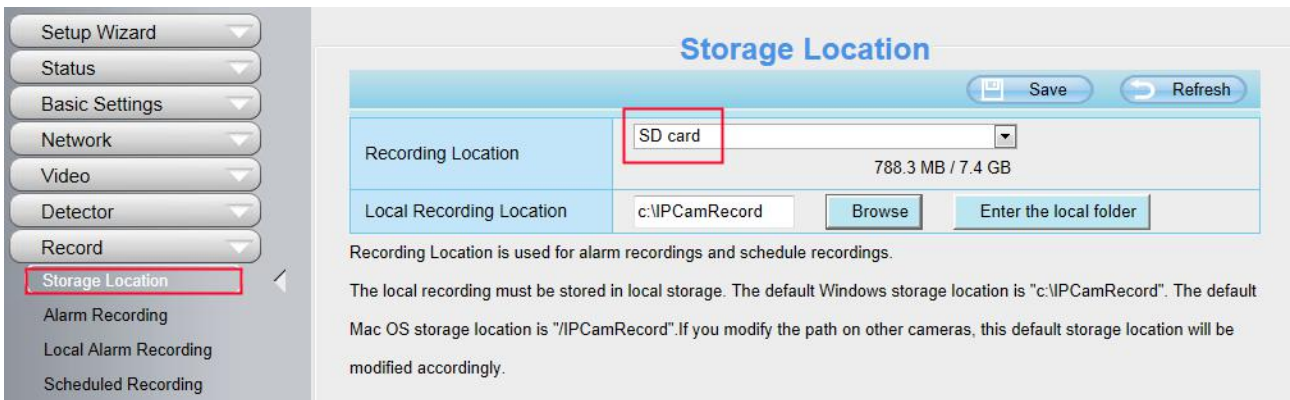 Setup Wizard
Status
Basic Settings
Network
Video
Detector
Record
Storage Location
Alarm Recording
Local Alarm Recording
Scheduled Recording
Storage Location
Save Refresh
Recording Location SD card
788.3 MB / 7.4 GB
Local Recording Location c:\IPCamRecord Browse Enter the local folder
Recording Location is used for alarm recordings and schedule recordings.
The local recording must be stored in local storage. The default Windows storage location is "c:\IPCamRecord". The default
Mac OS storage location is "/IPCamRecord".If you modify the path on other cameras, this default storage location will be
modified accordingly.